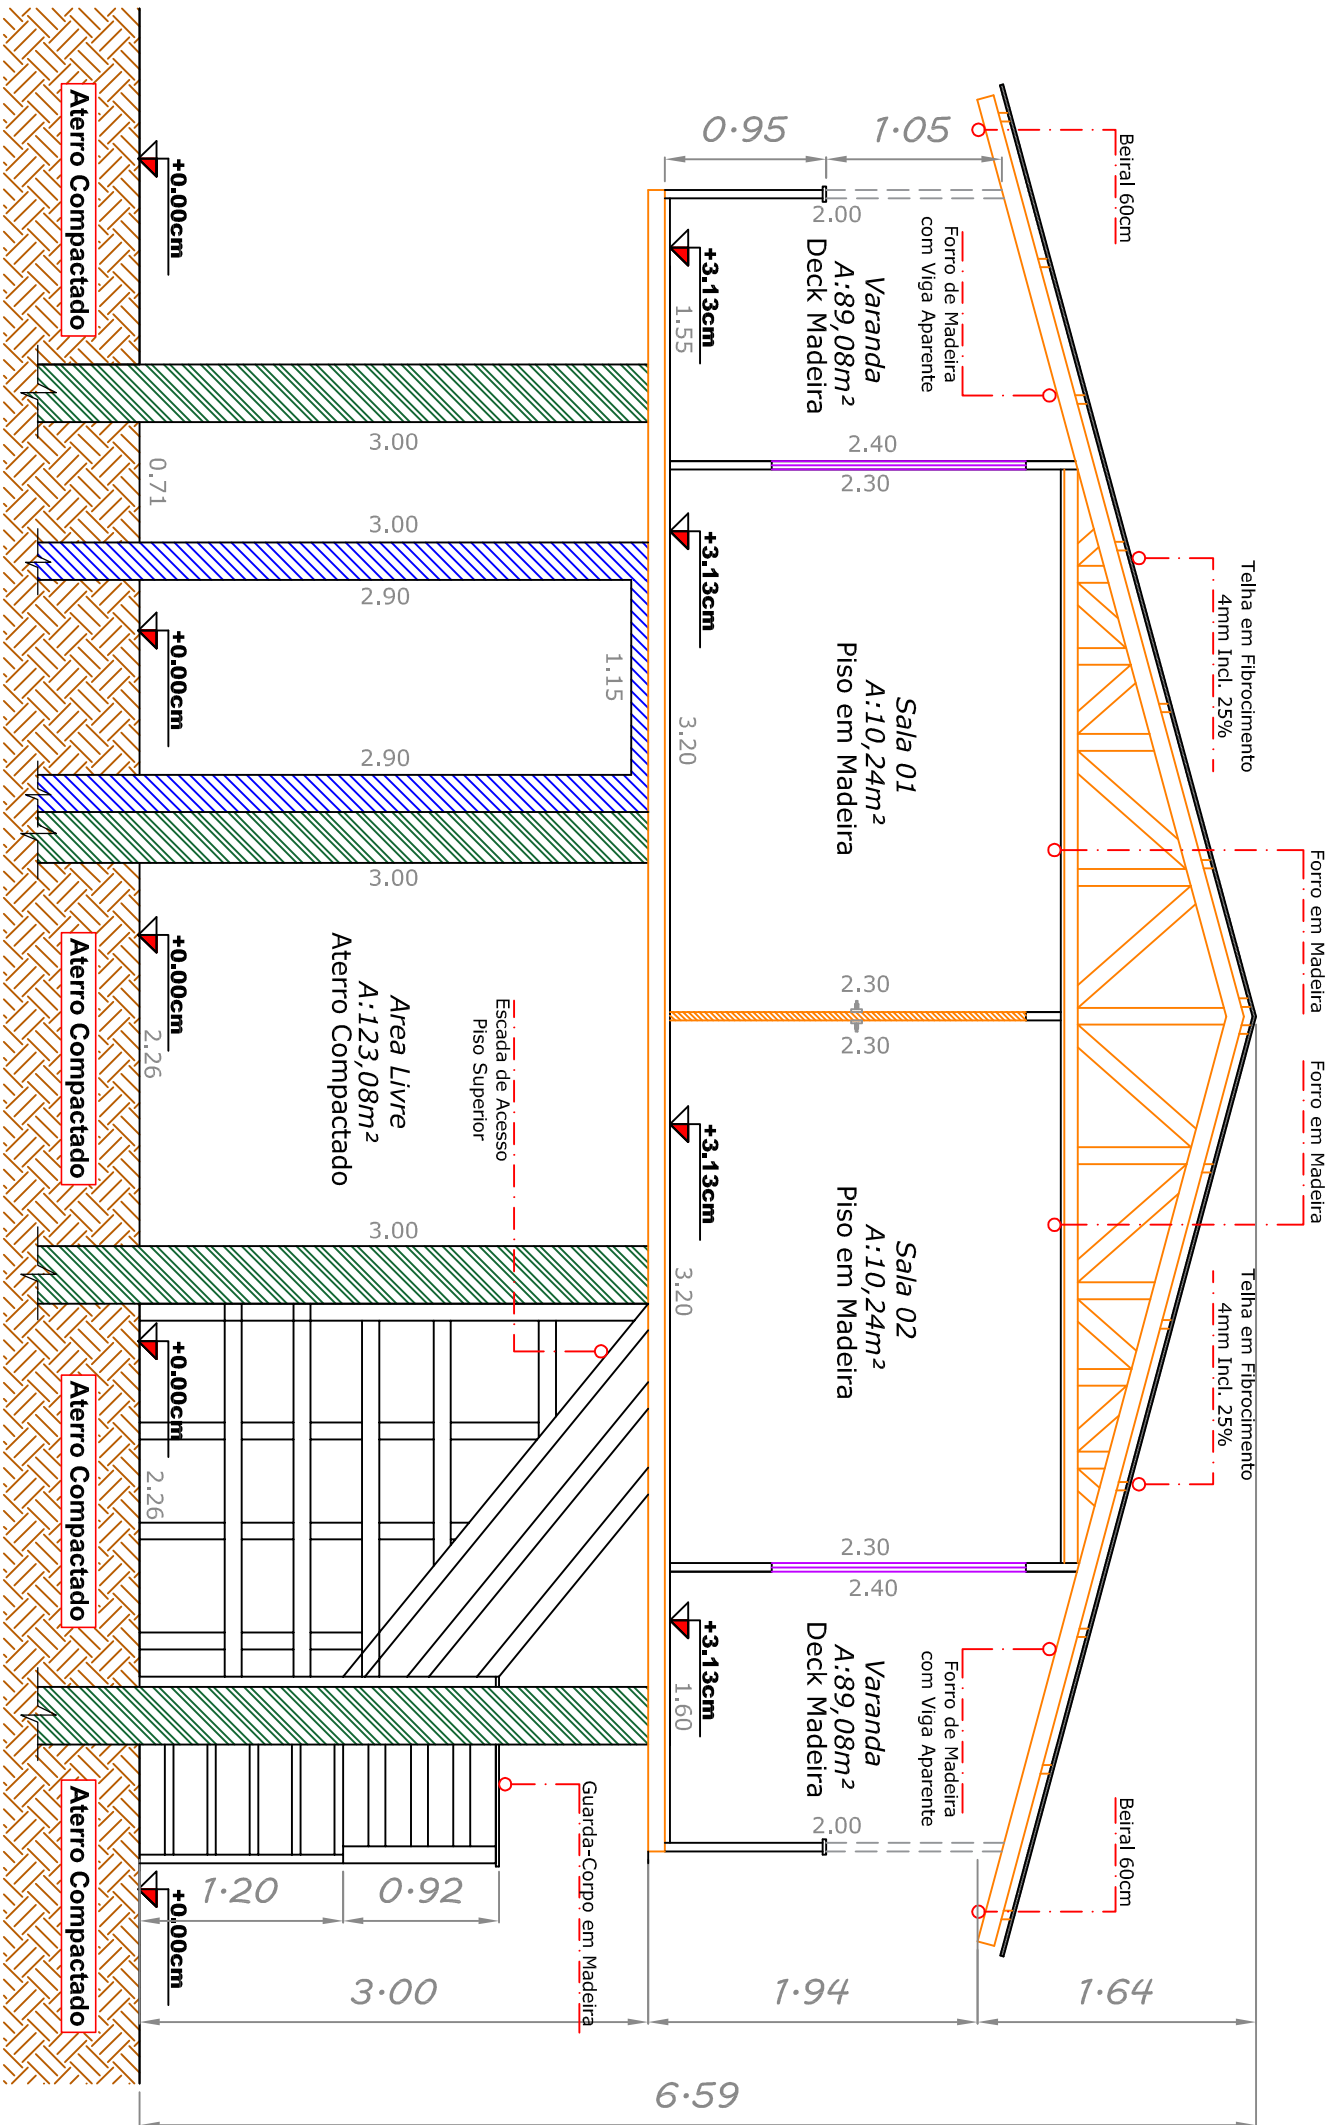 Forro em Madeira
Forro em Madeira
Telha em Fibrocimento
4mm Incl. 25%
Telha em Fibrocimento
4mm Incl. 25%
Beiral 60cm
Beiral 60cm
Forro de Madeira
com Viga Aparente
Forro de Madeira
com Viga Aparente
1.05
0.95
2.00
Varanda
A:89,08m²
Deck Madeira
+3.13cm
1.55
2.40
2.30
Sala 01
A:10,24m²
Piso em Madeira
+3.13cm
3.20
2.30
2.30
Sala 02
A:10,24m²
Piso em Madeira
+3.13cm
3.20
2.30
2.40
Varanda
A:89,08m²
Deck Madeira
+3.13cm
1.60
2.00
1.64
1.94
3.00
6.59
3.00
3.00
0.71
2.90
1.15
2.90
3.00
Area Livre
A:123,08m²
Aterro Compactado
Escada de Acesso
Piso Superior
3.00
Guarda-Corpo em Madeira
0.92
1.20
+0.00cm
+0.00cm
+0.00cm
2.26
+0.00cm
2.26
+0.00cm
Aterro Compactado
Aterro Compactado
Aterro Compactado
Aterro Compactado